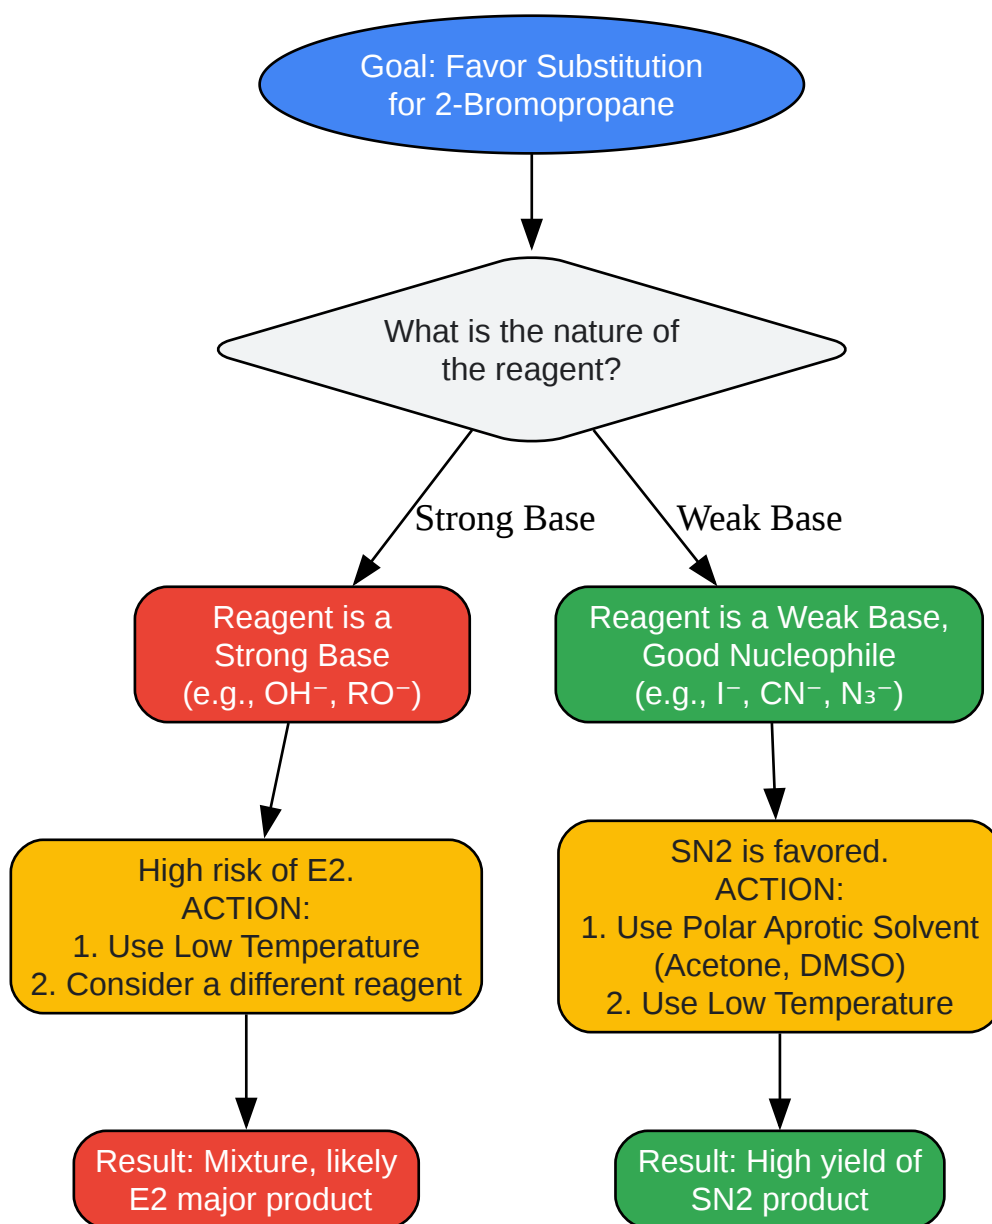 Goal: Favor Substitution
for 2-Bromopropane
What is the nature of
the reagent?
Strong Base
Weak Base
Reagent is a
Strong Base
(e.g., OH⁻, RO⁻)
Reagent is a Weak Base,
Good Nucleophile
(e.g., I⁻, CN⁻, N₃⁻)
High risk of E2.
ACTION:
1. Use Low Temperature
2. Consider a different reagent
SN2 is favored.
ACTION:
1. Use Polar Aprotic Solvent
(Acetone, DMSO)
2. Use Low Temperature
Result: Mixture, likely
E2 major product
Result: High yield of
SN2 product